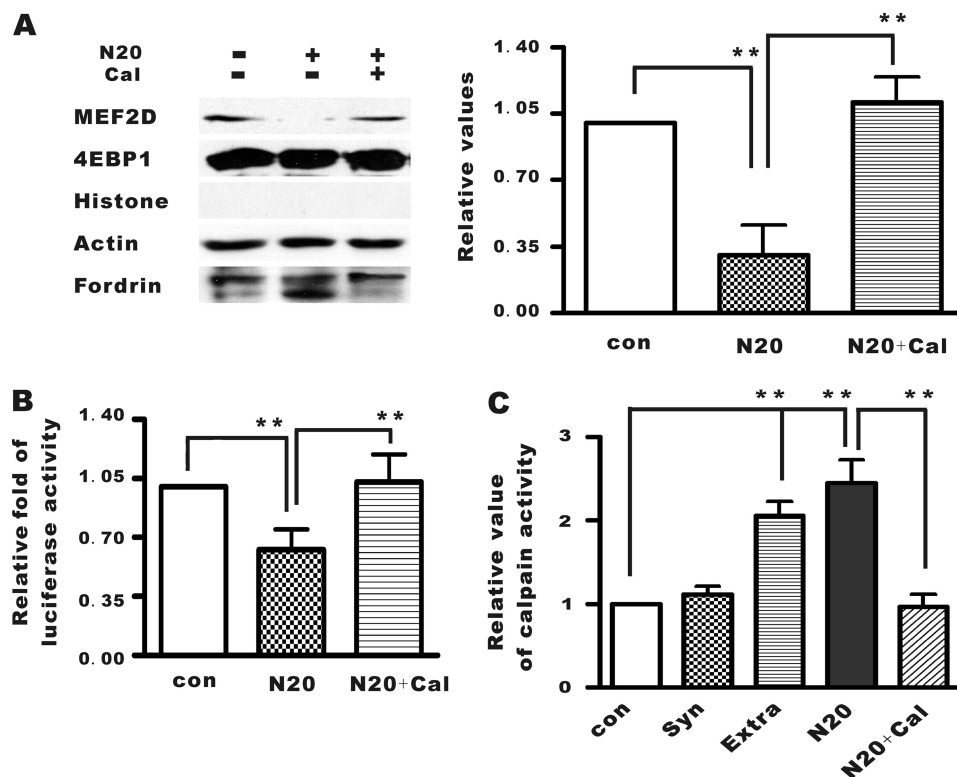 A
N20 - + +
Cal - - +
MEF2D
4EBP1
Histone
Actin
Fordrin
Relative values
1.40
1.05
0.70
0.35
0.00
**
**
con N20 N20+Cal
B
Relative fold of
luciferase activity
1.40
1.05
0.70
0.35
0.00
**
**
con N20 N20+Cal
C
Relative value
of calpain activity
3
2
1
0
** ** **
con Syn Extra N20 N20+Cal